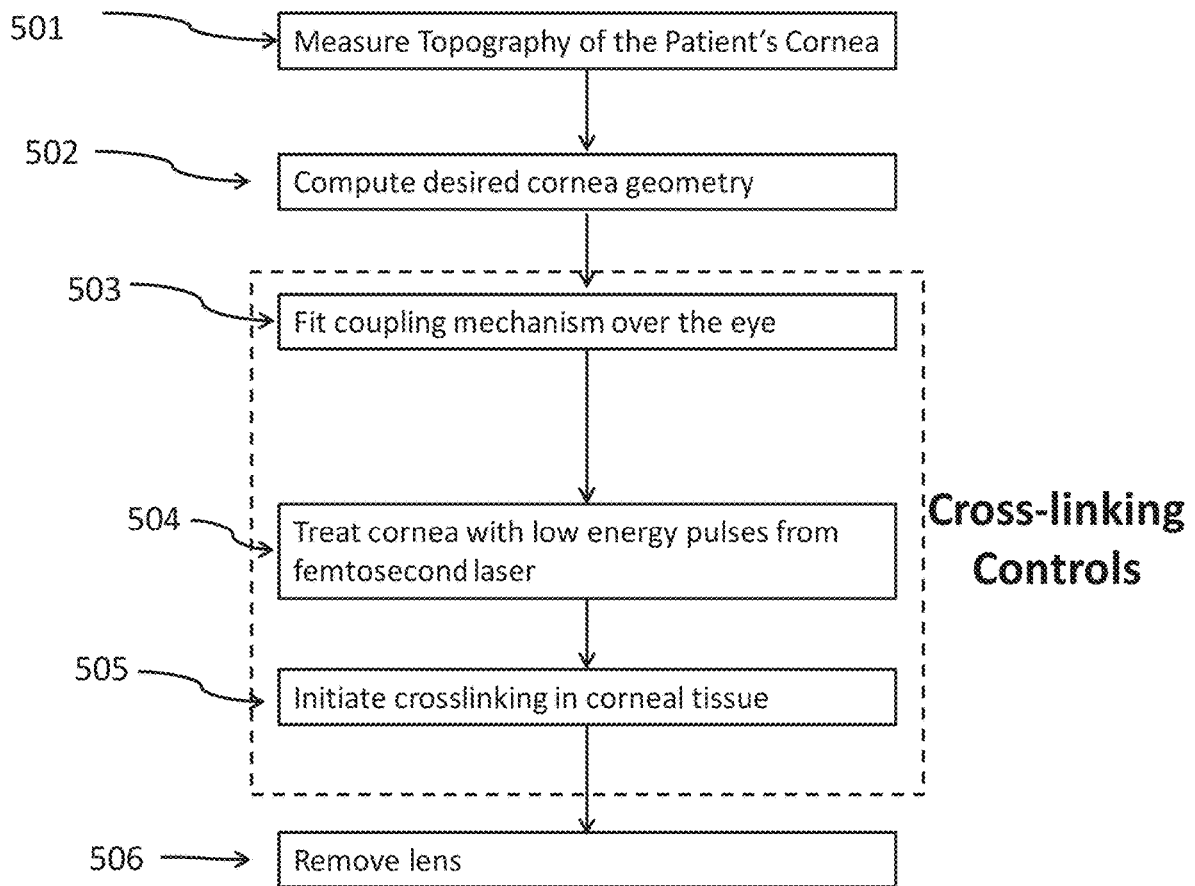 501
Measure Topography of the Patient's Cornea
502
Compute desired cornea geometry
503
Fit coupling mechanism over the eye
504
Treat cornea with low energy pulses from
femtosecond laser
Cross-linking
Controls
505
Initiate crosslinking in corneal tissue
506
Remove lens